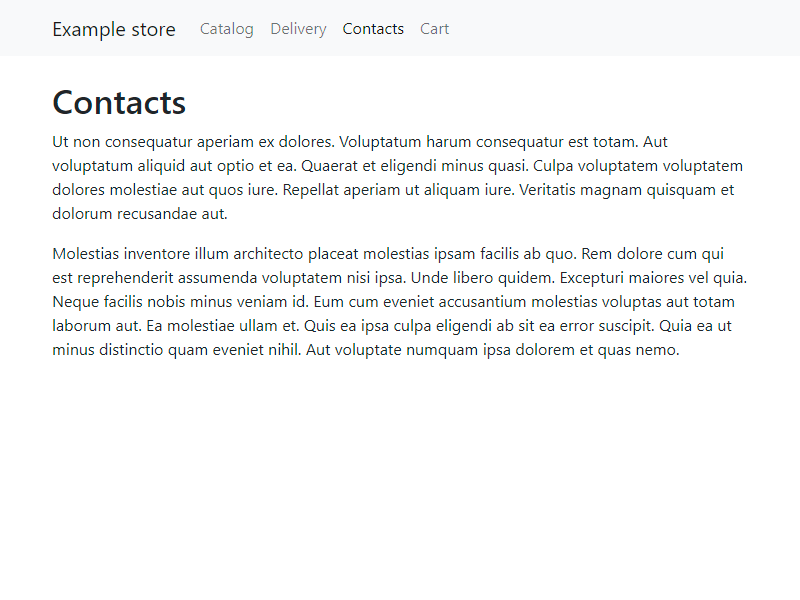 Example store Catalog Delivery Contacts Cart
Contacts
Ut non consequatur aperiam ex dolores. Voluptatum harum consequatur est totam. Aut
voluptatum aliquid aut optio et ea. Quaerat et eligendi minus quasi. Culpa voluptatem voluptatem
dolores molestiae aut quos iure. Repellat aperiam ut aliquam iure. Veritatis magnam quisquam et
dolorum recusandae aut.
Molestias inventore illum architecto placeat molestias ipsam facilis ab quo. Rem dolore cum qui
est reprehenderit assumenda voluptatem nisi ipsa. Unde libero quidem. Excepturi maiores vel quia.
Neque facilis nobis minus veniam id. Eum cum eveniet accusantium molestias voluptas aut totam
laborum aut. Ea molestiae ullam et. Quis ea ipsa culpa eligendi ab sit ea error suscipit. Quia ea ut
minus distinctio quam eveniet nihil. Aut voluptate numquam ipsa dolorem et quas nemo.